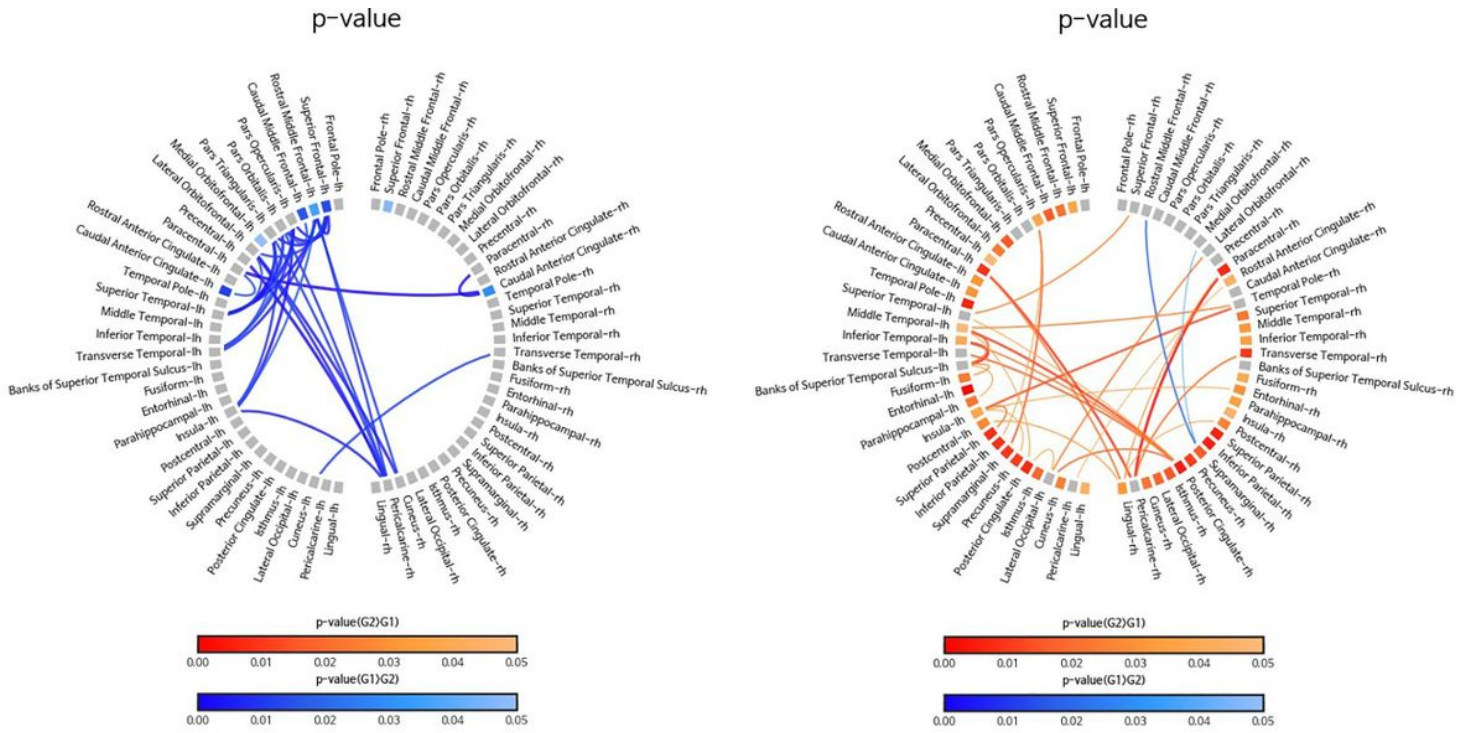 p-value
Frontal Pole-lh
Superior Frontal-lh
Rostral Middle Frontal-lh
Caudal Middle Frontal-lh
Pars Opercularis-lh
Pars Orbitalis-lh
Pars Triangularis-lh
Medial Orbitofrontal-lh
Lateral Orbitofrontal-lh
Precentral-lh
Paracentral-lh
Rostral Anterior Cingulate-lh
Caudal Anterior Cingulate-lh
Temporal Pole-lh
Superior Temporal-lh
Middle Temporal-lh
Inferior Temporal-lh
Transverse Temporal-lh
Banks of Superior Temporal Sulcus-lh
Fusiform-lh
Entorhinal-lh
Parahippocampal-lh
Insula-lh
Postcentral-lh
Superior Parietal-lh
Inferior Parietal-lh
Supramarginal-lh
Precuneus-lh
Posterior Cingulate-lh
Isthmus-lh
Lateral Occipital-lh
Cuneus-lh
Pericalcarine-lh
Lingual-lh
Frontal Pole-rh
Superior Frontal-rh
Rostral Middle Frontal-rh
Caudal Middle Frontal-rh
Pars Opercularis-rh
Pars Orbitalis-rh
Pars Triangularis-rh
Medial Orbitofrontal-rh
Lateral Orbitofrontal-rh
Precentral-rh
Paracentral-rh
Rostral Anterior Cingulate-rh
Caudal Anterior Cingulate-rh
Temporal Pole-rh
Superior Temporal-rh
Middle Temporal-rh
Inferior Temporal-rh
Transverse Temporal-rh
Banks of Superior Temporal Sulcus-rh
Fusiform-rh
Entorhinal-rh
Parahippocampal-rh
Insula-rh
Postcentral-rh
Superior Parietal-rh
Inferior Parietal-rh
Supramarginal-rh
Precuneus-rh
Posterior Cingulate-rh
Isthmus-rh
Lateral Occipital-rh
Cuneus-rh
Pericalcarine-rh
Lingual-rh
p-value(G2)G1)
0.00 0.01 0.02 0.03 0.04 0.05
p-value(G1)G2)
0.00 0.01 0.02 0.03 0.04 0.05
p-value
Frontal Pole-lh
Superior Frontal-lh
Rostral Middle Frontal-lh
Caudal Middle Frontal-lh
Pars Opercularis-lh
Pars Orbitalis-lh
Pars Triangularis-lh
Medial Orbitofrontal-lh
Lateral Orbitofrontal-lh
Precentral-lh
Paracentral-lh
Rostral Anterior Cingulate-lh
Caudal Anterior Cingulate-lh
Temporal Pole-lh
Superior Temporal-lh
Middle Temporal-lh
Inferior Temporal-lh
Transverse Temporal-lh
Banks of Superior Temporal Sulcus-lh
Fusiform-lh
Entorhinal-lh
Parahippocampal-lh
Insula-lh
Postcentral-lh
Superior Parietal-lh
Inferior Parietal-lh
Supramarginal-lh
Precuneus-lh
Posterior Cingulate-lh
Isthmus-lh
Lateral Occipital-lh
Cuneus-lh
Pericalcarine-lh
Lingual-lh
Frontal Pole-rh
Superior Frontal-rh
Rostral Middle Frontal-rh
Caudal Middle Frontal-rh
Pars Opercularis-rh
Pars Orbitalis-rh
Pars Triangularis-rh
Medial Orbitofrontal-rh
Lateral Orbitofrontal-rh
Precentral-rh
Paracentral-rh
Rostral Anterior Cingulate-rh
Caudal Anterior Cingulate-rh
Temporal Pole-rh
Superior Temporal-rh
Middle Temporal-rh
Inferior Temporal-rh
Transverse Temporal-rh
Banks of Superior Temporal Sulcus-rh
Fusiform-rh
Entorhinal-rh
Parahippocampal-rh
Insula-rh
Postcentral-rh
Superior Parietal-rh
Inferior Parietal-rh
Supramarginal-rh
Precuneus-rh
Posterior Cingulate-rh
Isthmus-rh
Lateral Occipital-rh
Cuneus-rh
Pericalcarine-rh
Lingual-rh
p-value(G2)G1)
0.00 0.01 0.02 0.03 0.04 0.05
p-value(G1)G2)
0.00 0.01 0.02 0.03 0.04 0.05